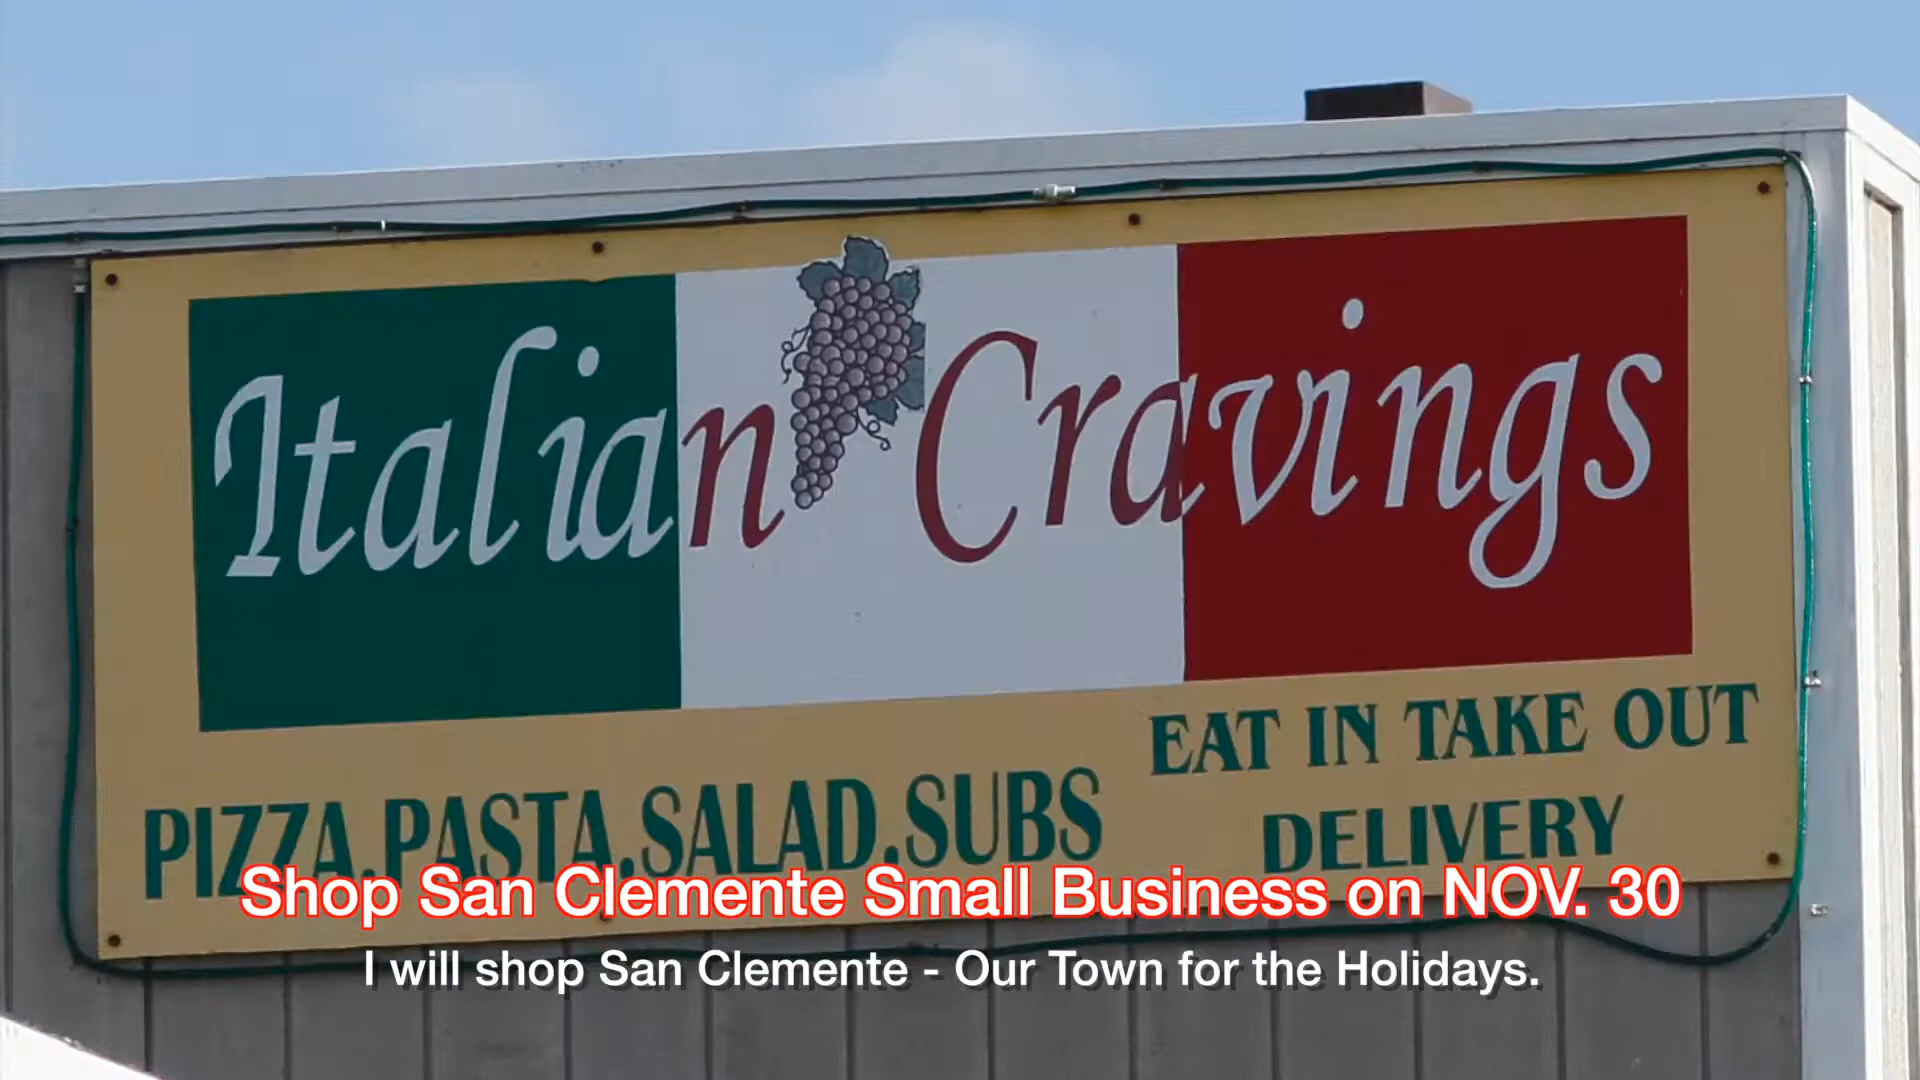 Italian Cravings
EAT IN TAKE OUT
PIZZA.PASTA.SALAD.SUBS
DELIVERY
Shop San Clemente Small Business on NOV. 30
I will shop San Clemente - Our Town for the Holidays.